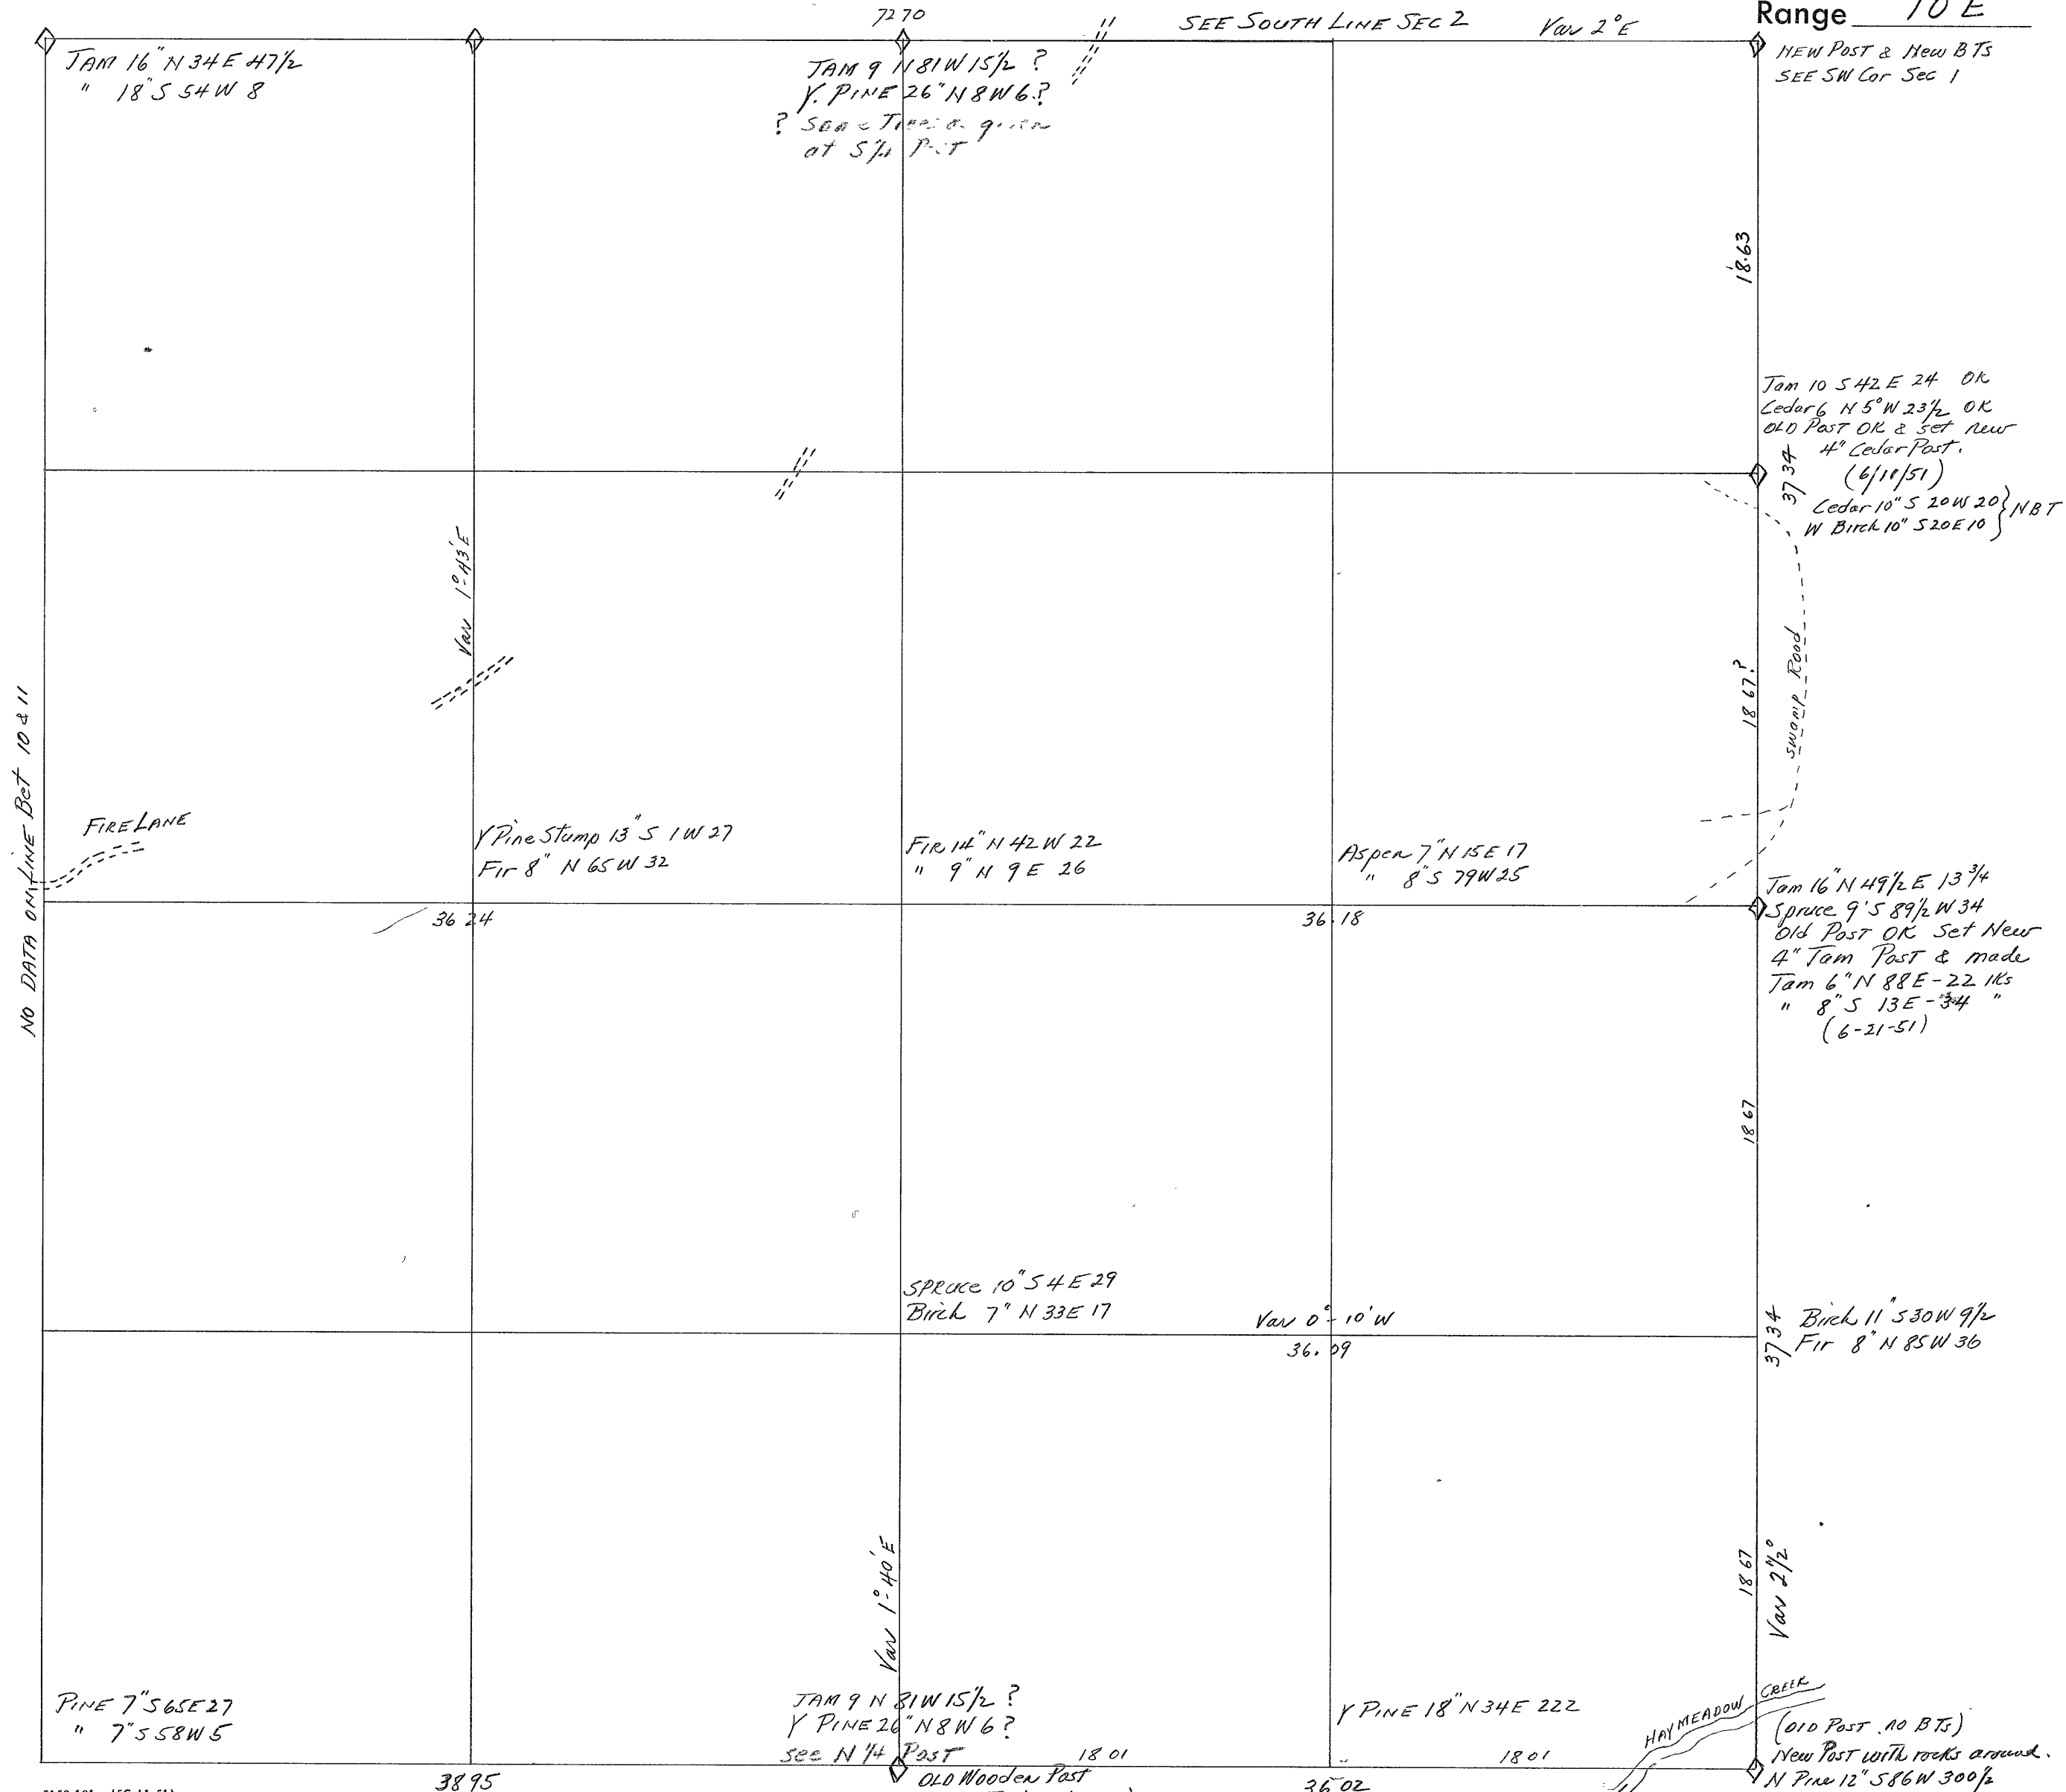 7270
SEE SOUTH LINE SEC 2
Var 2°E
Range 10 E
TAM 16" N 34 E 47½
" 18" S 54 W 8
TAM 9 N 81 W 15½ ?
Y. PINE 26" N 8 W 6.?
? Same Trees given
at S¼ Post
NEW POST & New BTs
SEE SW Cor Sec 1
18.63
Tam 10 S 42 E 24 OK
Cedar 6 N 5° W 23½ OK
OLD POST OK & set new
4" Cedar Post.
(6/11/51)
37 34
Cedar 10" S 20 W 20 } NBT
W Birch 10" S 20 E 10
Var 1°-43'E
18 67?
Swamp Road
NO DATA ON LINE Bet 10 & 11
FIRE LANE
Y Pine Stump 13" S 1 W 27
Fir 8" N 65 W 32
FIR 14" N 42 W 22
" 9" N 9 E 26
Aspen 7" N 15 E 17
" 8" S 79 W 25
36 24
36.18
Tam 16" N 49½ E 13¾
Spruce 9" S 89½ W 34
Old Post OK Set New
4" Tam Post & made
Tam 6" N 88 E - 22 lks
" 8" S 13 E - 34 "
(6-21-51)
18 67
SPRUCE 10" S 4 E 29
Birch 7" N 33 E 17
Var 0°-10'W
36.09
37 34
Birch 11" S 30 W 9½
Fir 8" N 85 W 36
Var 1°-40'E
18 67
Var 2½°
PINE 7" S 65 E 27
" 7" S 58 W 5
TAM 9 N 81 W 15½ ?
Y PINE 26" N 8 W 6 ?
see N ¼ Post
Y PINE 18" N 34 E 222
HAY MEADOW CREEK
(OLD Post . no BTs)
New Post with rocks around.
N Pine 12" S 86 W 300½
38 95
OLD Wooden Post
18 01
36.02
18 01